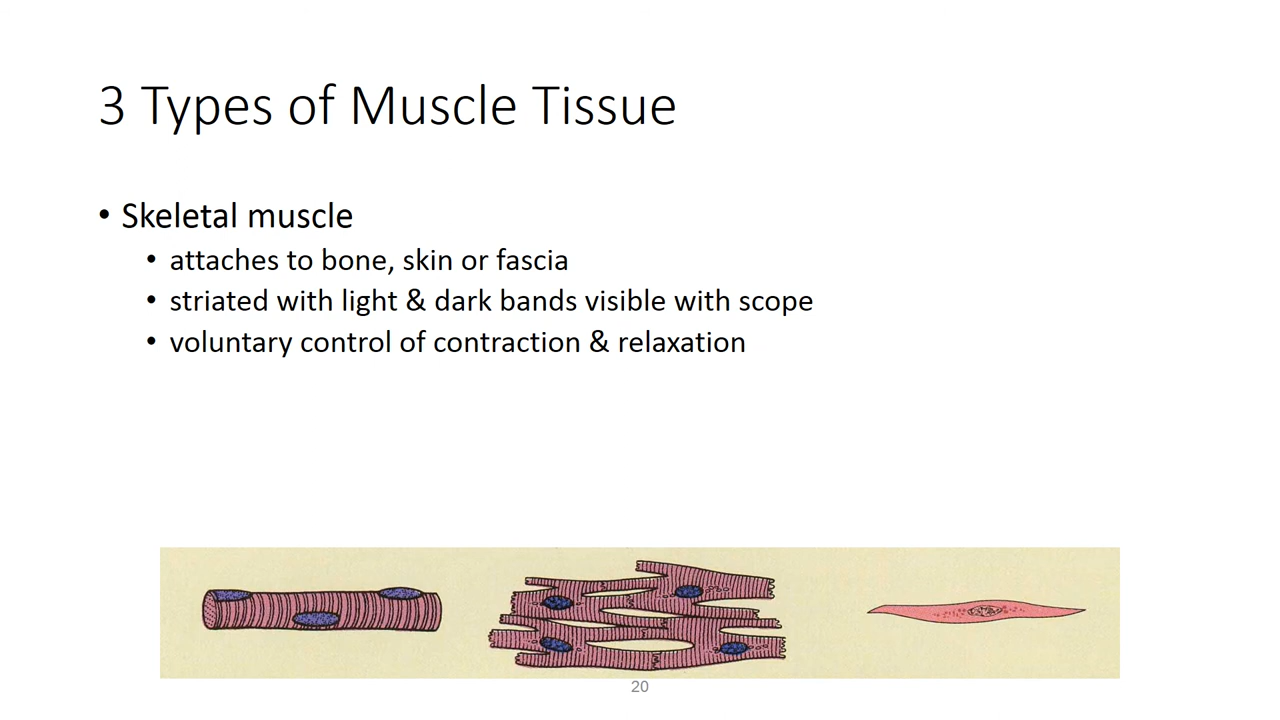 3 Types of Muscle Tissue
• Skeletal muscle
• attaches to bone, skin or fascia
• striated with light & dark bands visible with scope
• voluntary control of contraction & relaxation
20